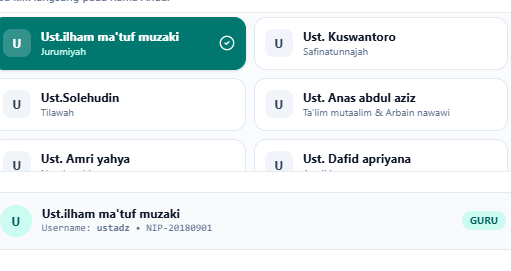 U
Ust.ilham ma'tuf muzaki
Jurumiyah
U
Ust. Kuswantoro
Safinatunnajah
U
Ust.Solehudin
Tilawah
U
Ust. Anas abdul aziz
Ta'lim mutaalim & Arbain nawawi
U
Ust. Amri yahya
U
Ust. Dafid apriyana
U
Ust.ilham ma'tuf muzaki
Username: ustadz • NIP-20180901
GURU